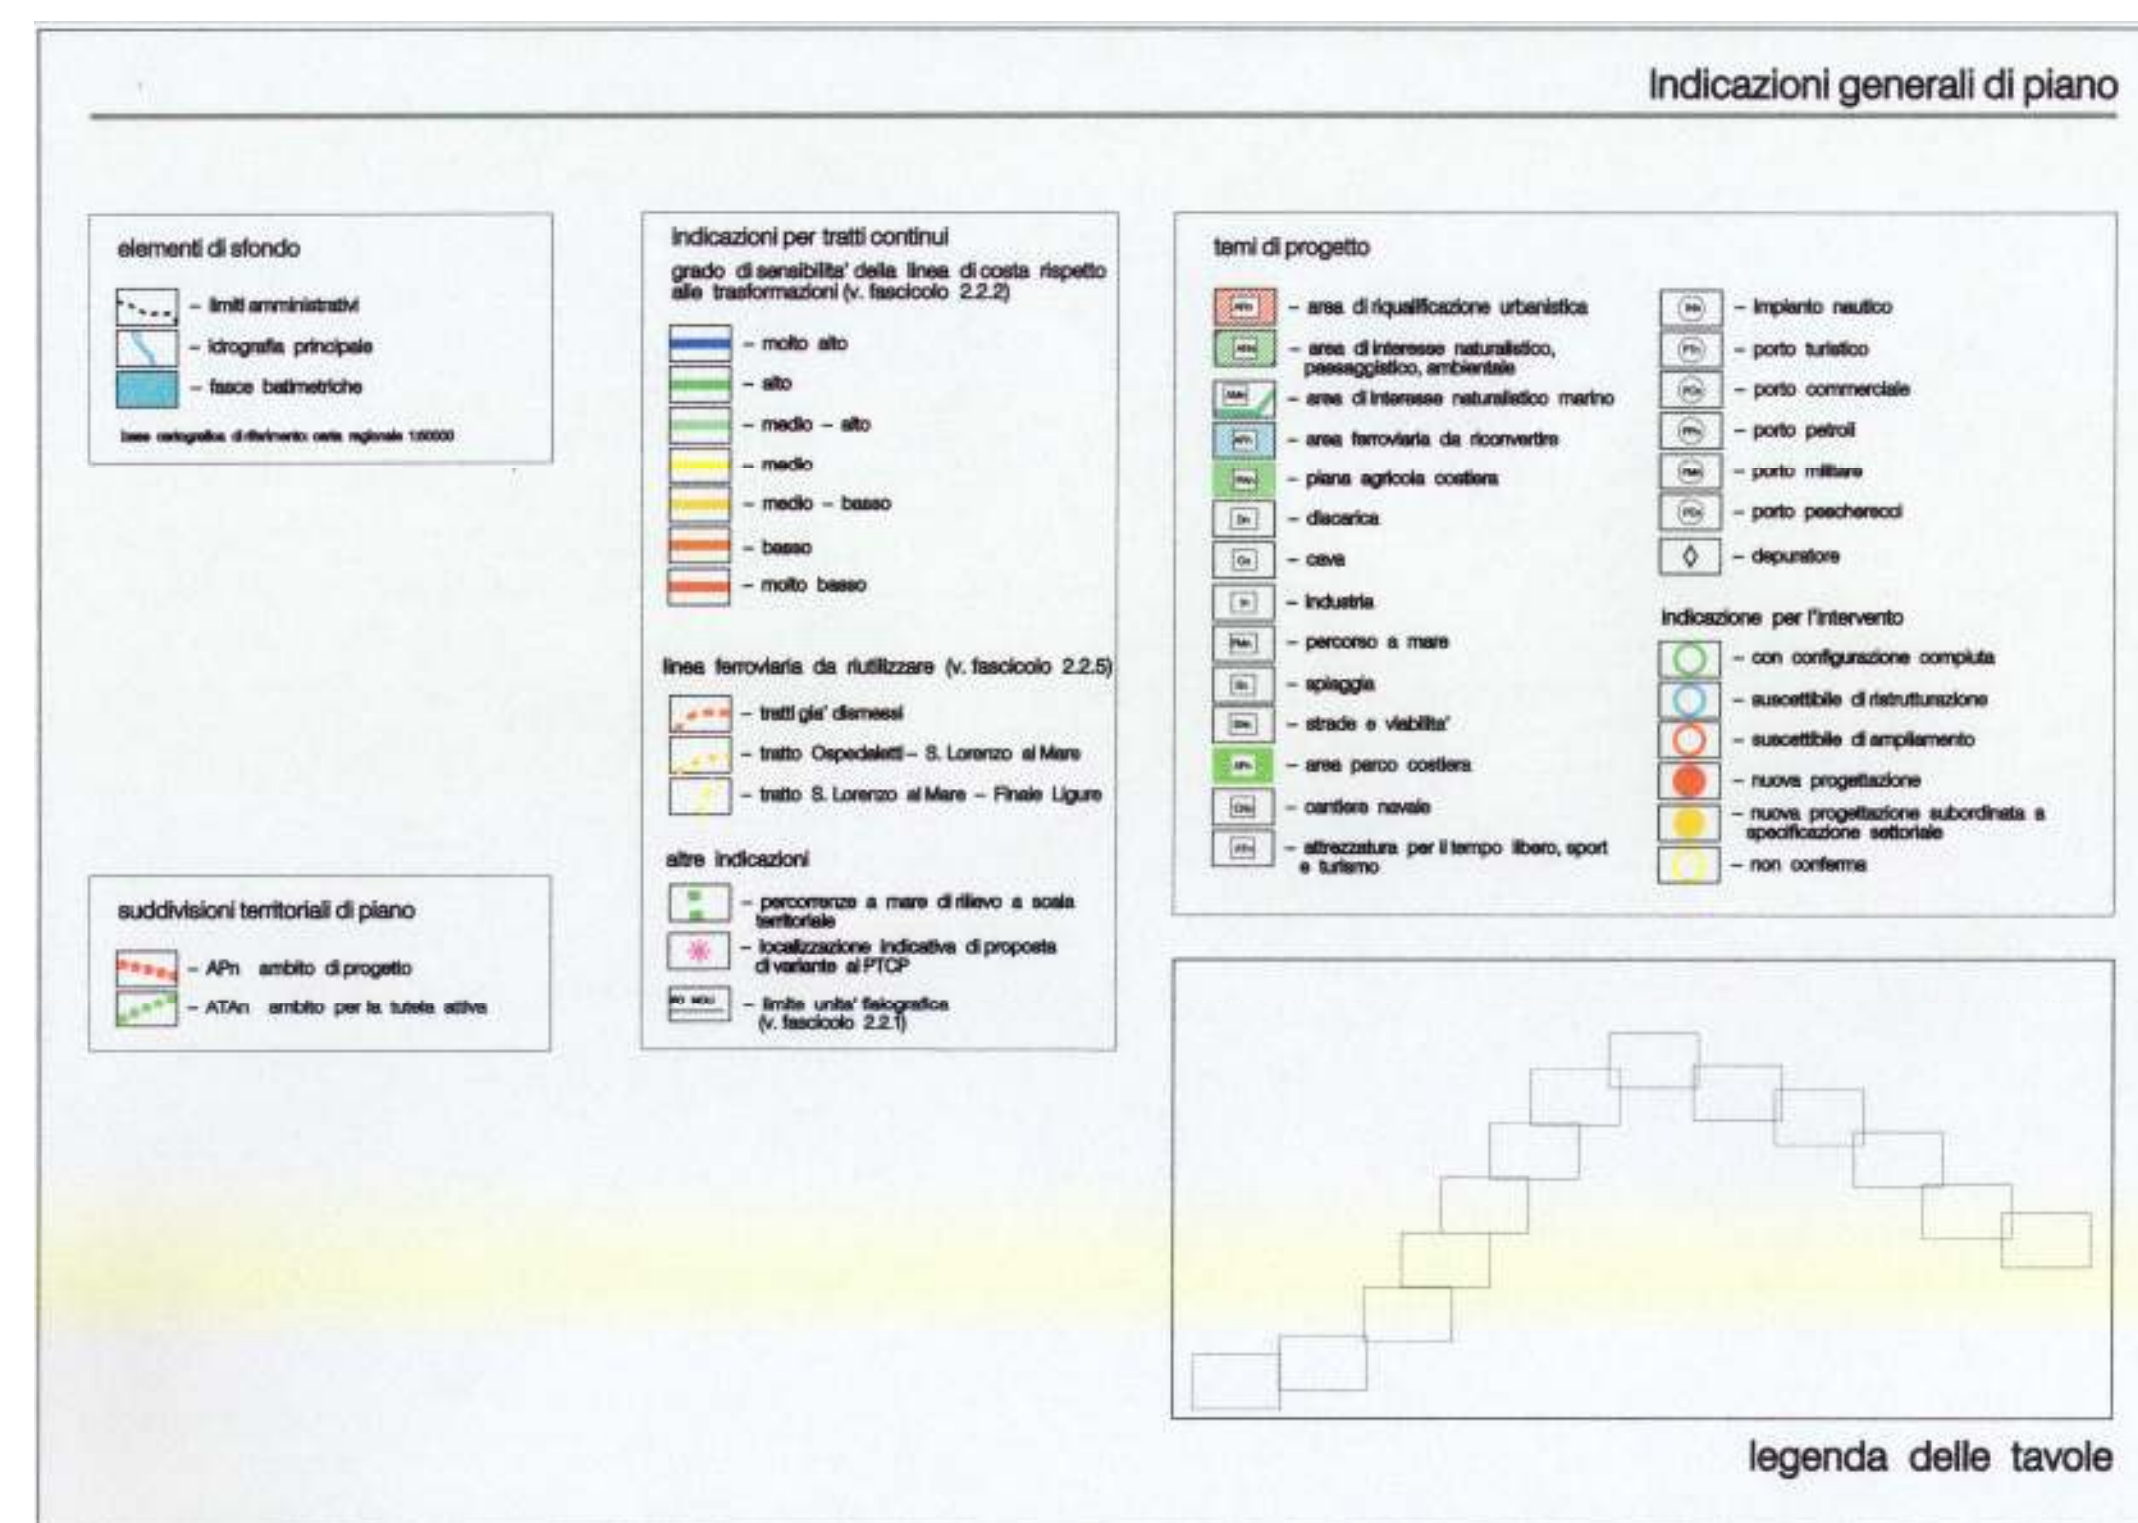 Indicazioni generali di piano
elementi di sfondo
– limiti amministrativi
– idrografia principale
– fasce batimetriche
base cartografica di riferimento: carta regionale
suddivisioni territoriali di piano
– APn ambito di progetto
– ATAn ambito per la tutela attiva
indicazioni per tratti continui
grado di sensibilita' della linea di costa rispetto
alle trasformazioni (v. fascicolo 2.2.2)
– molto alto
– alto
– medio – alto
– medio
– medio – basso
– basso
– molto basso
linea ferroviaria da riutilizzare (v. fascicolo 2.2.5)
– tratti gia' dismessi
– tratto Ospedaletti – S. Lorenzo al Mare
– tratto S. Lorenzo al Mare – Finale Ligure
altre indicazioni
– percorrenze a mare di rilievo a scala
territoriale
– localizzazione indicativa di proposta
di variante al PTCP
– limite unita' fisiografica
(v. fascicolo 2.2.1)
temi di progetto
– area di riqualificazione urbanistica
– area di interesse naturalistico,
paesaggistico, ambientale
– area di interesse naturalistico marino
– area ferroviaria da riconvertire
– piana agricola costiera
– discarica
– cava
– industria
– percorso a mare
– spiaggia
– strade e viabilita'
– area parco costiera
– cantiere navale
– attrezzatura per il tempo libero, sport
e turismo
– impianto nautico
– porto turistico
– porto commerciale
– porto petroli
– porto militare
– porto pescherecci
– depuratore
indicazione per l'intervento
– con configurazione compiuta
– suscettibile di ristrutturazione
– suscettibile di ampliamento
– nuova progettazione
– nuova progettazione subordinata a
specificazione settoriale
– non conferma
legenda delle tavole